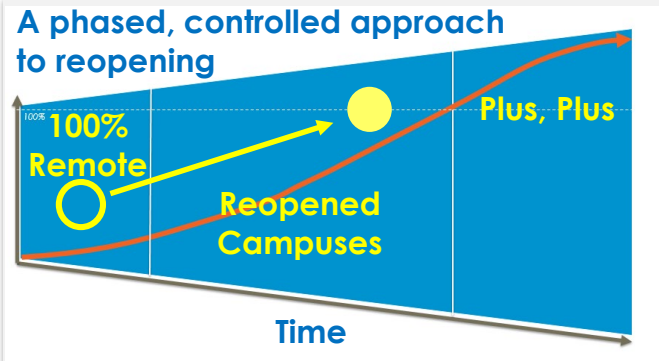 A phased, controlled approach
to reopening
100%
100%
Remote
Plus, Plus
Reopened
Campuses
Time